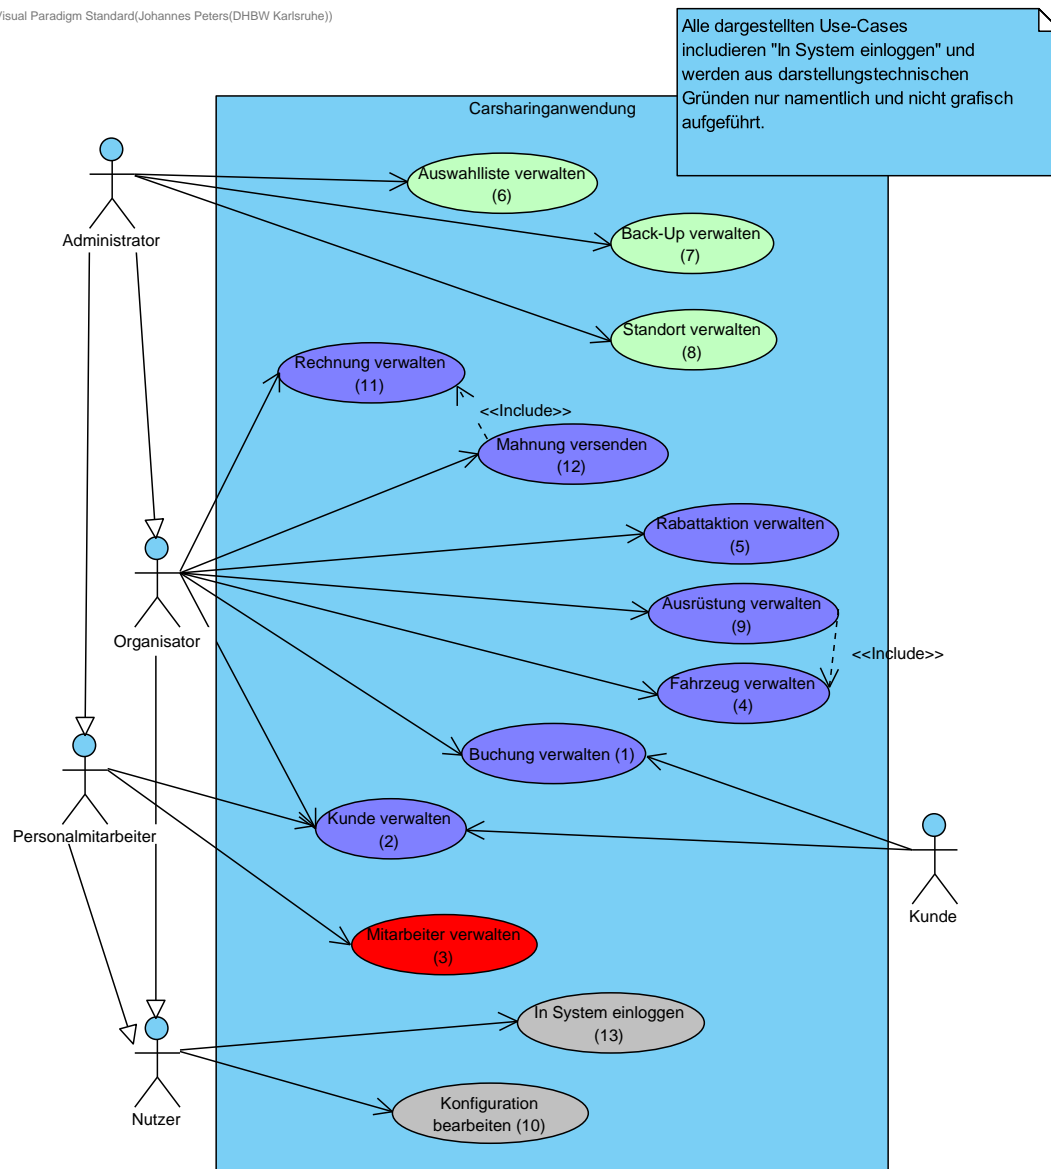 Visual Paradigm Standard(Johannes Peters(DHBW Karlsruhe))
Alle dargestellten Use-Cases
includieren "In System einloggen" und
werden aus darstellungstechnischen
Gründen nur namentlich und nicht grafisch
aufgeführt.
Carsharinganwendung
Auswahlliste verwalten
(6)
Administrator
Back-Up verwalten
(7)
Standort verwalten
(8)
Rechnung verwalten
(11)
<<Include>>
Mahnung versenden
(12)
Rabattaktion verwalten
(5)
Ausrüstung verwalten
(9)
Organisator
<<Include>>
Fahrzeug verwalten
(4)
Buchung verwalten (1)
Kunde verwalten
(2)
Personalmitarbeiter
Kunde
Mitarbeiter verwalten
(3)
In System einloggen
(13)
Konfiguration
bearbeiten (10)
Nutzer